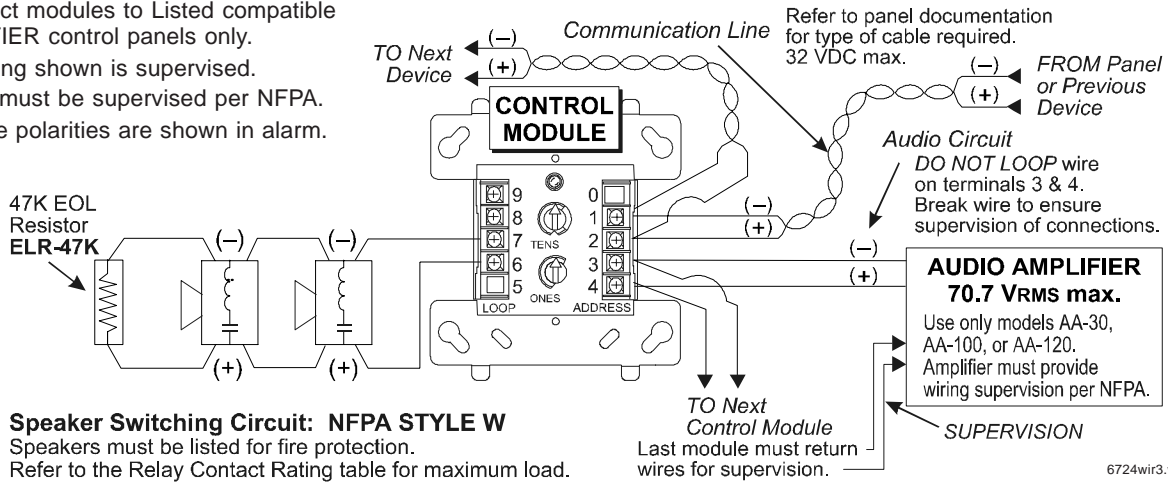 ct modules to Listed compatible
TIER control panels only.
ing shown is supervised.
must be supervised per NFPA.
e polarities are shown in alarm.
TO Next
Device
(–)
(+)
Communication Line
Refer to panel documentation
for type of cable required.
32 VDC max.
(–)
(+)
FROM Panel
or Previous
Device
CONTROL
MODULE
9
8
7
6
5
LOOP
TENS
ONES
0
1
2
3
4
ADDRESS
(–)
(+)
Audio Circuit
DO NOT LOOP wire
on terminals 3 & 4.
Break wire to ensure
supervision of connections.
(–)
(+)
47K EOL
Resistor
ELR-47K
(–)
(–)
(+)
(+)
AUDIO AMPLIFIER
70.7 VRMS max.
Use only models AA-30,
AA-100, or AA-120.
Amplifier must provide
wiring supervision per NFPA.
TO Next
Control Module
Last module must return
wires for supervision.
SUPERVISION
Speaker Switching Circuit: NFPA STYLE W
Speakers must be listed for fire protection.
Refer to the Relay Contact Rating table for maximum load.
6724wir3.